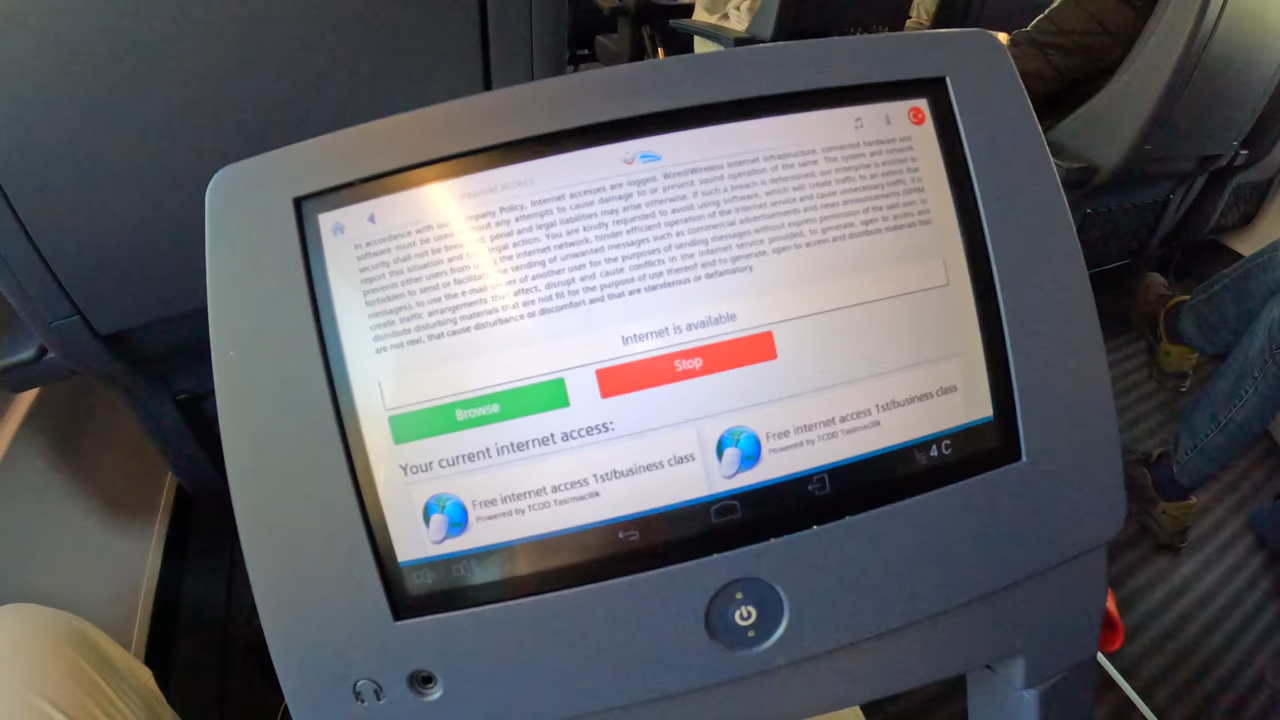 Internet Access
In accordance with our Company Policy, Internet accesses are logged. Wired/Wireless internet infrastructure, connected hardware and
software must be used without any attempts to cause damage to or prevent sound operation of the same. The system and network
security shall not be breached; penal and legal liabilities may arise otherwise. If such a breach is determined, our enterprise is entitled to
report this situation and take legal action. You are kindly requested to avoid using software, which will create traffic to an extent that
prevents other users from using the internet network, hinder efficient operation of the internet service and cause unnecessary traffic. It is
forbidden to send or facilitate the sending of unwanted messages such as commercial advertisements and news announcements (SPAM
messages), to use the e-mail server of another user for the purposes of sending messages without express permission of the said user, to
create traffic arrangements that affect, disrupt and cause conflicts in the internet service provided, to generate, open to access and
distribute disturbing materials that are not fit for the purpose of use thereof and to generate, open to access and distribute materials that
are not real, that cause disturbance or discomfort and that are slanderous or defamatory.
Internet is available
Browse
Stop
Your current internet access:
Free internet access 1st/business class
Powered by TCDD Tasimacilik
Free internet access 1st/business class
Powered by TCDD Tasimacilik
4 C